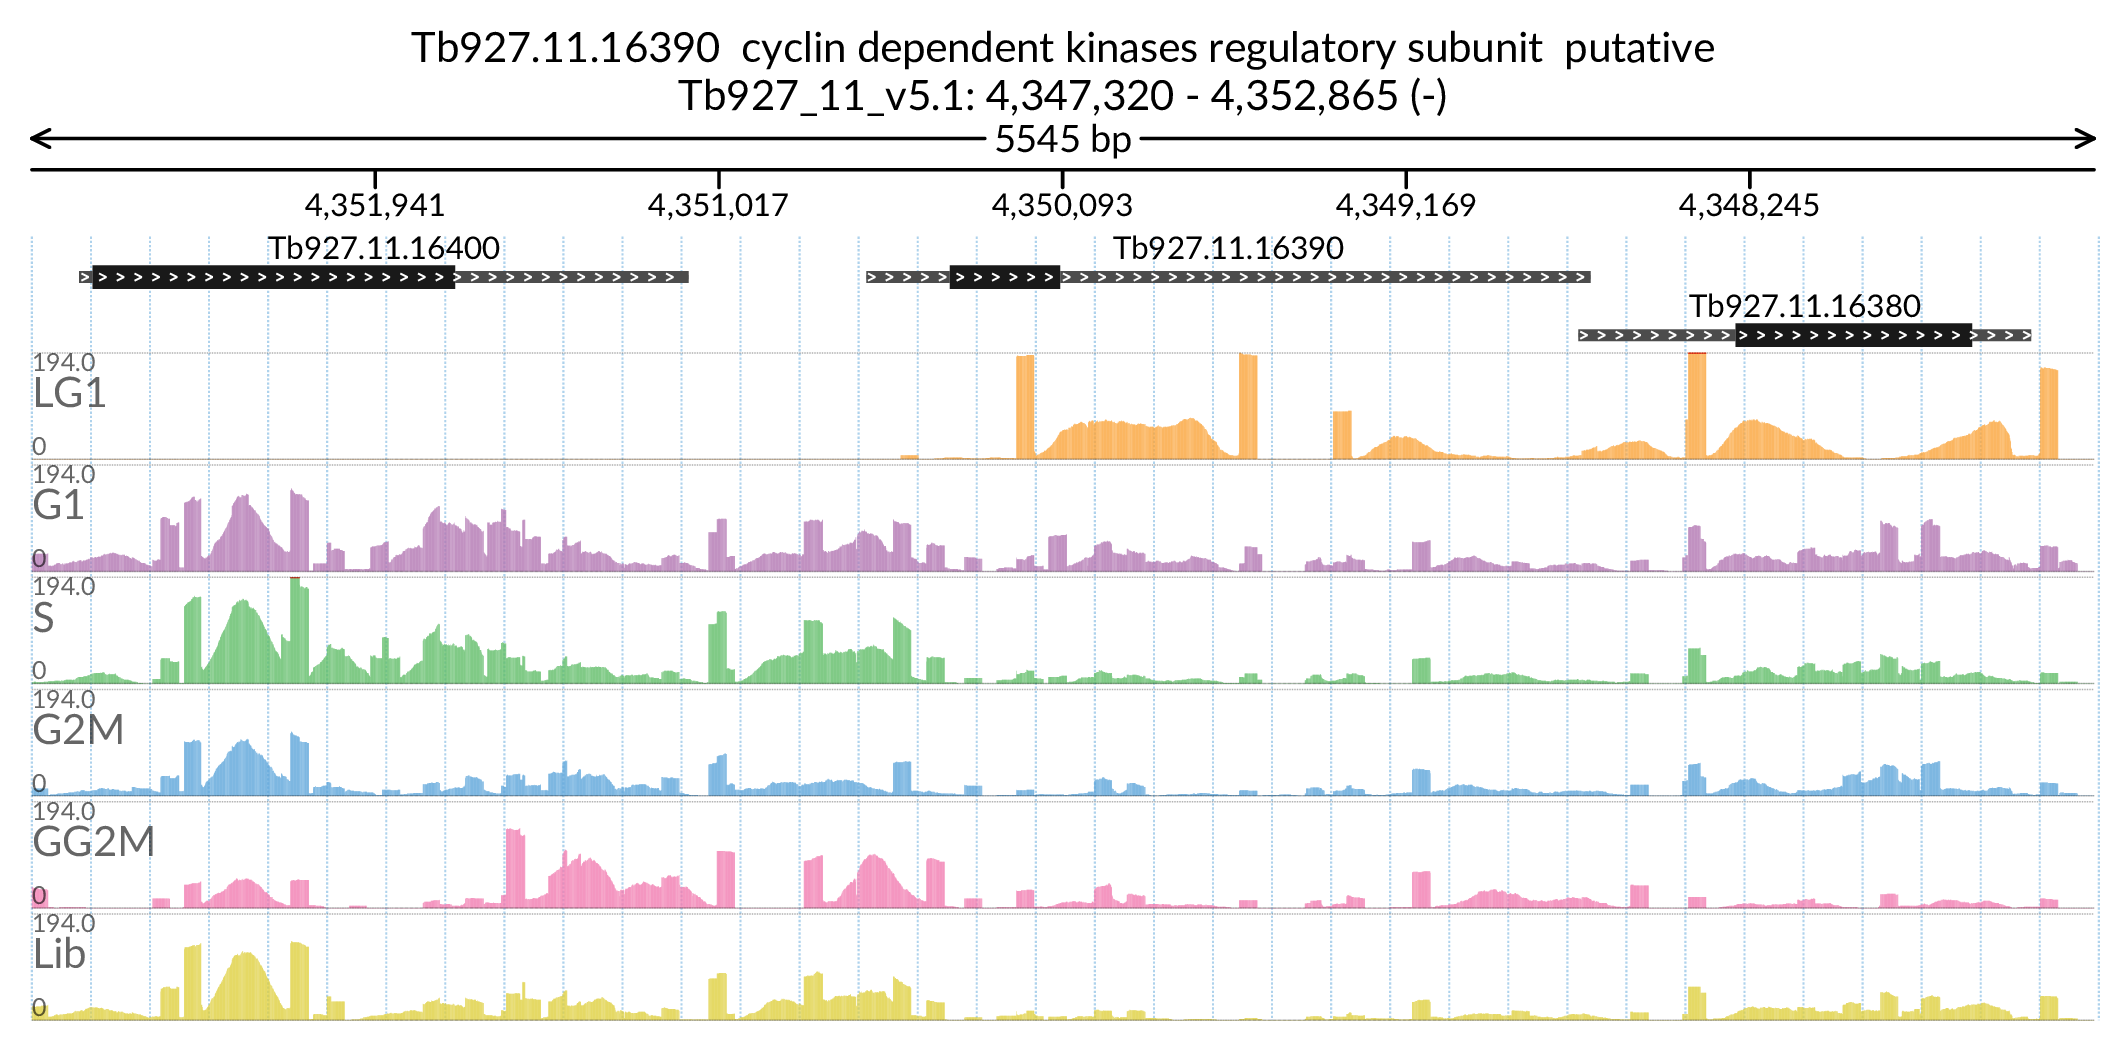 Tb927.11.16390  cyclin dependent kinases regulatory subunit  putative
Tb927_11_v5.1: 4,347,320 - 4,352,865 (-)
5545 bp
4,351,941 4,351,017 4,350,093 4,349,169 4,348,245
Tb927.11.16400 Tb927.11.16390
Tb927.11.16380
194.0
LG1
0
194.0
G1
0
194.0
S
0
194.0
G2M
0
194.0
GG2M
0
194.0
Lib
0